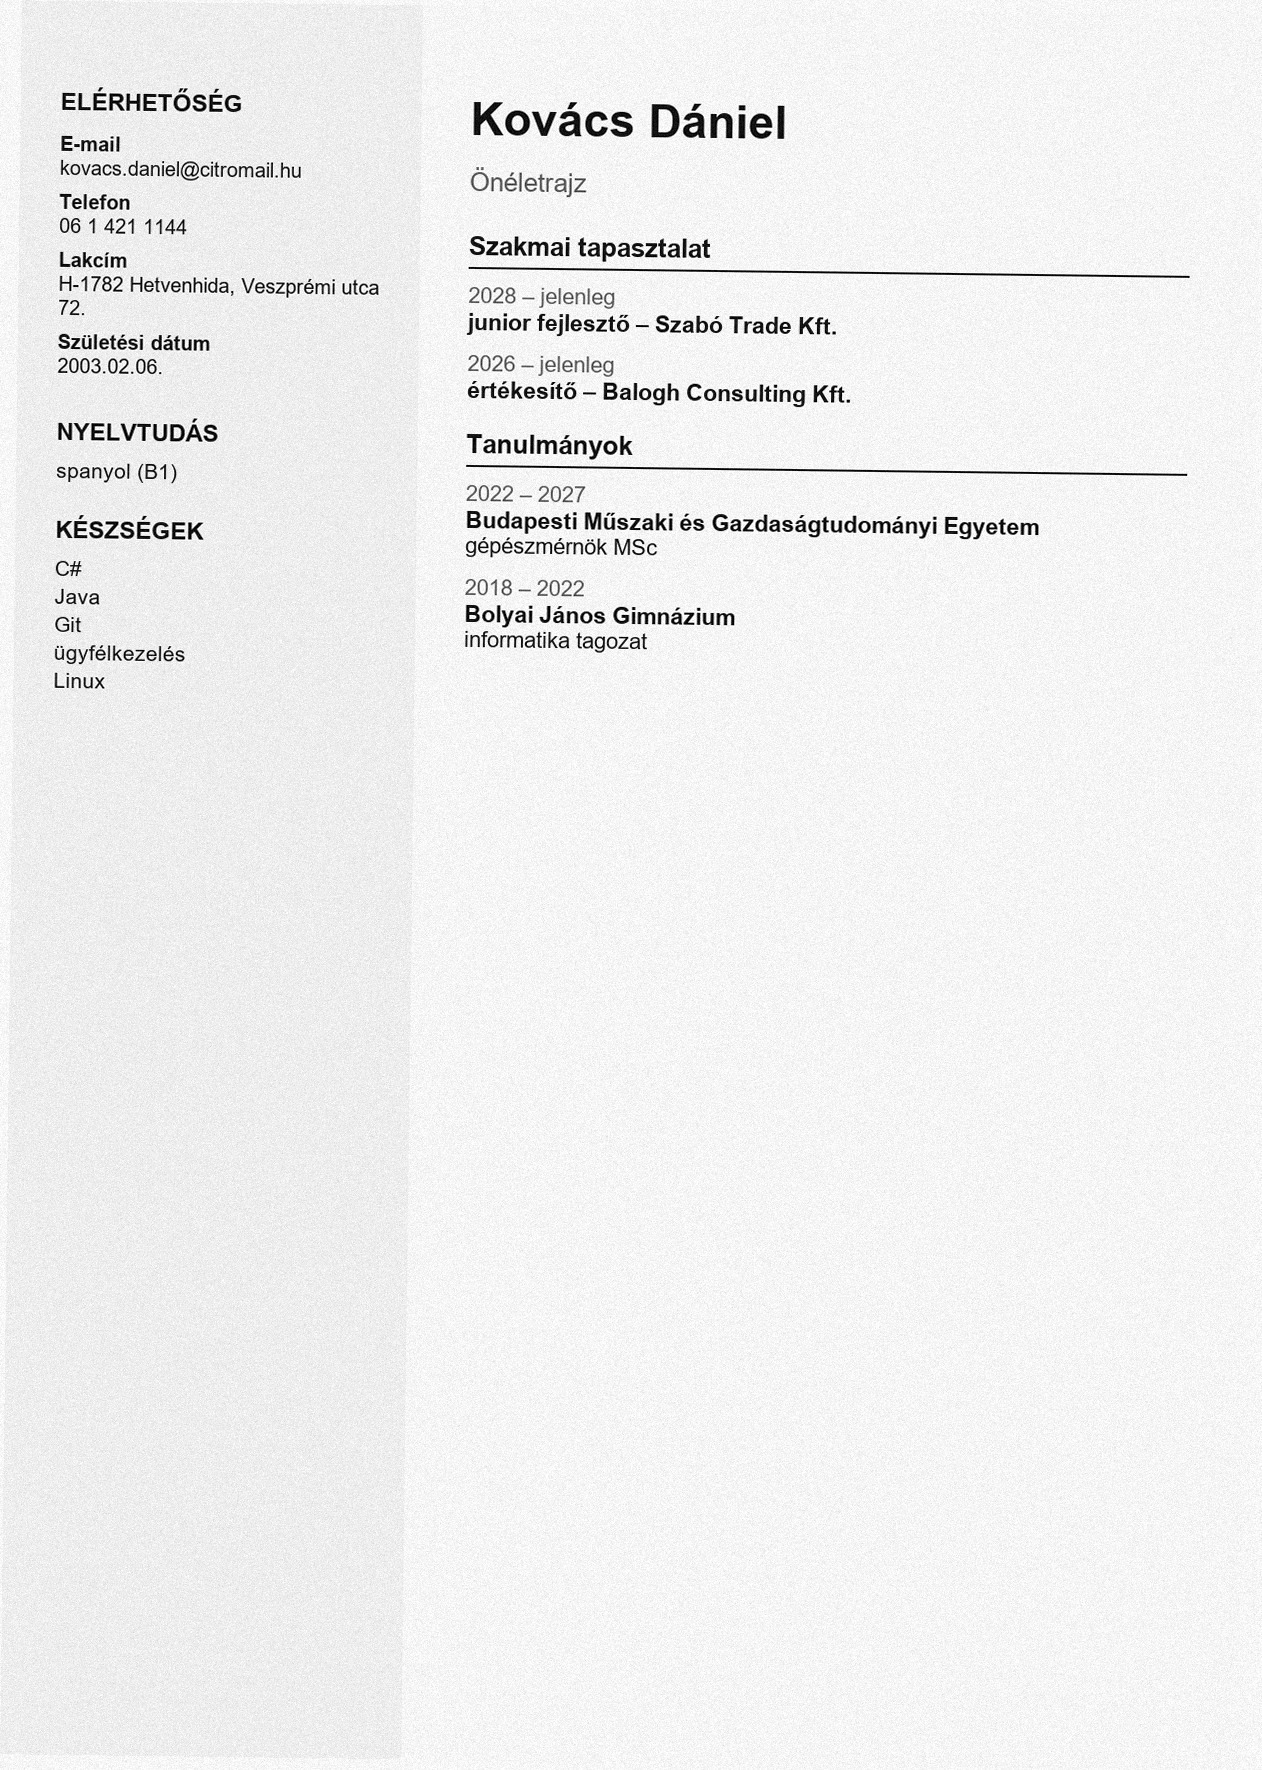 ELÉRHETŐSÉG
E-mail
kovacs.daniel@citromail.hu
Telefon
06 1 421 1144
Lakcím
H-1782 Hetvenhida, Veszprémi utca
72.
Születési dátum
2003.02.06.
NYELVTUDÁS
spanyol (B1)
KÉSZSÉGEK
C#
Java
Git
ügyfélkezelés
Linux
Kovács Dániel
Önéletrajz
Szakmai tapasztalat
2028 – jelenleg
junior fejlesztő – Szabó Trade Kft.
2026 – jelenleg
értékesítő – Balogh Consulting Kft.
Tanulmányok
2022 – 2027
Budapesti Műszaki és Gazdaságtudományi Egyetem
gépészmérnök MSc
2018 – 2022
Bolyai János Gimnázium
informatika tagozat